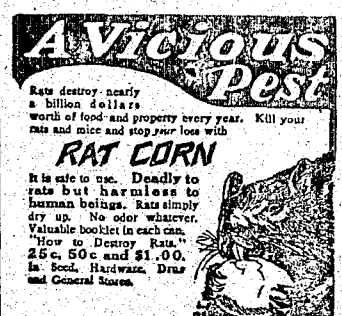 A Vicious
Pest
Rats destroy nearly
a billion dollars
worth of food and property every year. Kill your
rats and mice and stop your loss with
RAT CORN
It is safe to use. Deadly to
rats but harmless to
human beings. Rats simply
dry up. No odor whatever.
Valuable booklet in each can,
"How to Destroy Rats."
25c, 50c and $1.00.
In Seed, Hardware, Drug
and General Stores.